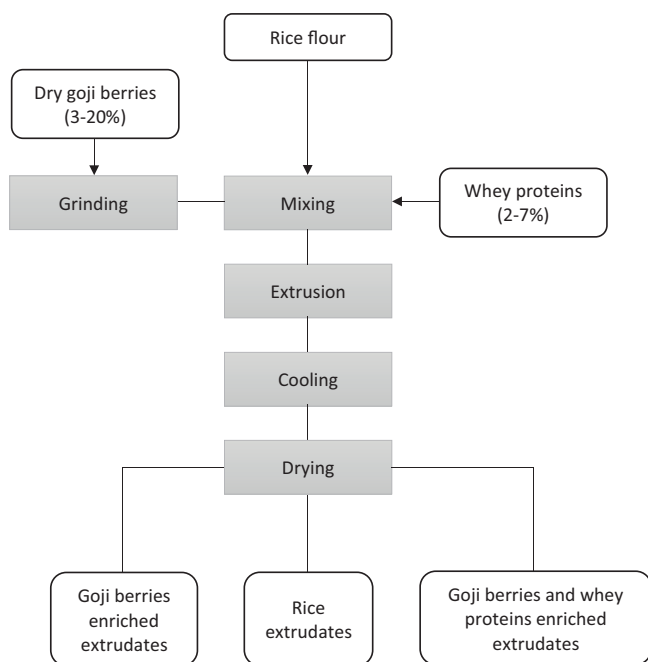 Rice flour
Dry goji berries
(3-20%)
Grinding
Mixing
Whey proteins
(2-7%)
Extrusion
Cooling
Drying
Goji berries
enriched
extrudates
Rice
extrudates
Goji berries and whey
proteins enriched
extrudates